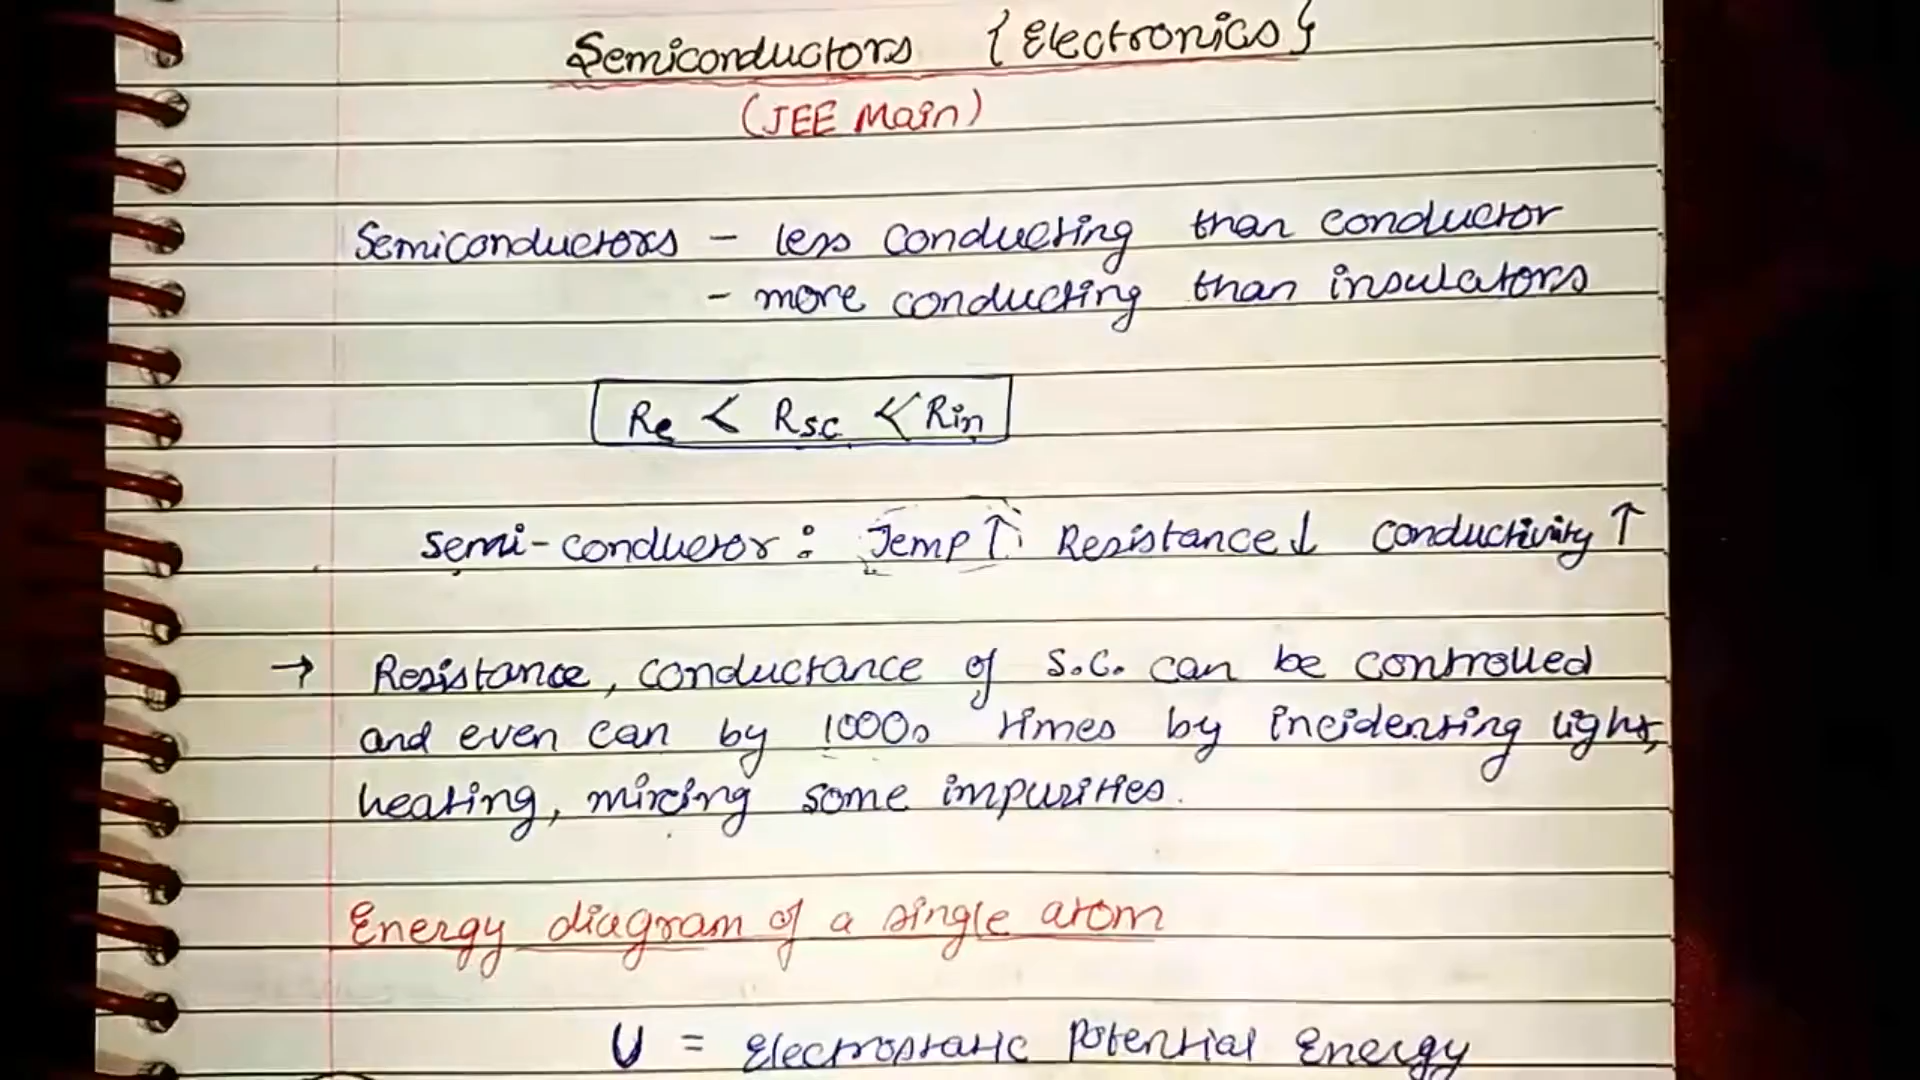 Semiconductors {Electronics}
(JEE Main)
Semiconductors - less conducting than conductor
- more conducting than insulators
Rc < Rsc < Rin
Semi-conductor : Temp ↑ Resistance ↓ Conductivity ↑
→ Resistance, conductance of S.C. can be controlled
and even can by 1000s times by incidenting light,
heating, mixing some impurities.
Energy diagram of a single atom
U = Electrostatic Potential Energy